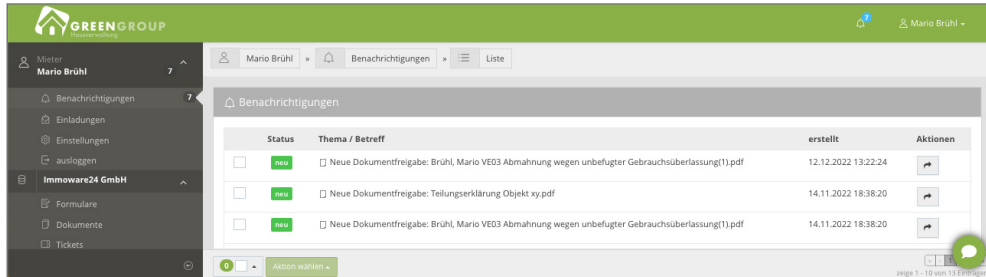 GREENGROUP
Hausverwaltung
7
Mario Brühl
Mieter
Mario Brühl
7
Benachrichtigungen
7
Einladungen
Einstellungen
ausloggen
Immoware24 GmbH
Formulare
Dokumente
Tickets
Mario Brühl » Benachrichtigungen » Liste
Benachrichtigungen
Status Thema / Betreff erstellt Aktionen
neu Neue Dokumentfreigabe: Brühl, Mario VE03 Abmahnung wegen unbefugter Gebrauchsüberlassung(1).pdf 12.12.2022 13:22:24
neu Neue Dokumentfreigabe: Teilungserklärung Objekt xy.pdf 14.11.2022 18:38:20
neu Neue Dokumentfreigabe: Brühl, Mario VE03 Abmahnung wegen unbefugter Gebrauchsüberlassung(1).pdf 14.11.2022 18:38:20
0 Aktion wählen
zeige 1 - 10 von 13 Einträgen